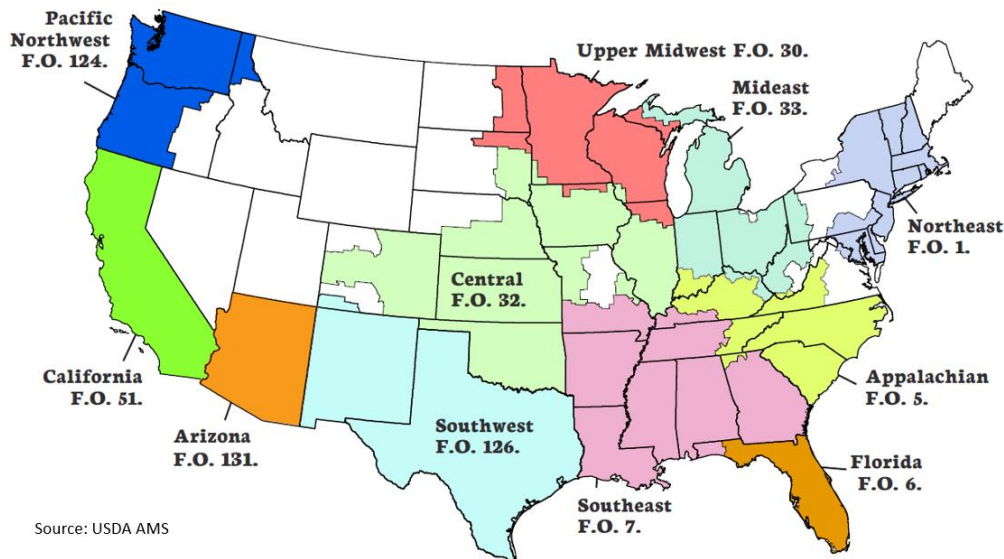 Pacific
Northwest
F.O. 124.
Upper Midwest F.O. 30.
Mideast
F.O. 33.
Northeast
F.O. 1.
Central
F.O. 32.
California
F.O. 51.
Appalachian
F.O. 5.
Arizona
F.O. 131.
Southwest
F.O. 126.
Florida
F.O. 6.
Southeast
F.O. 7.
Source: USDA AMS